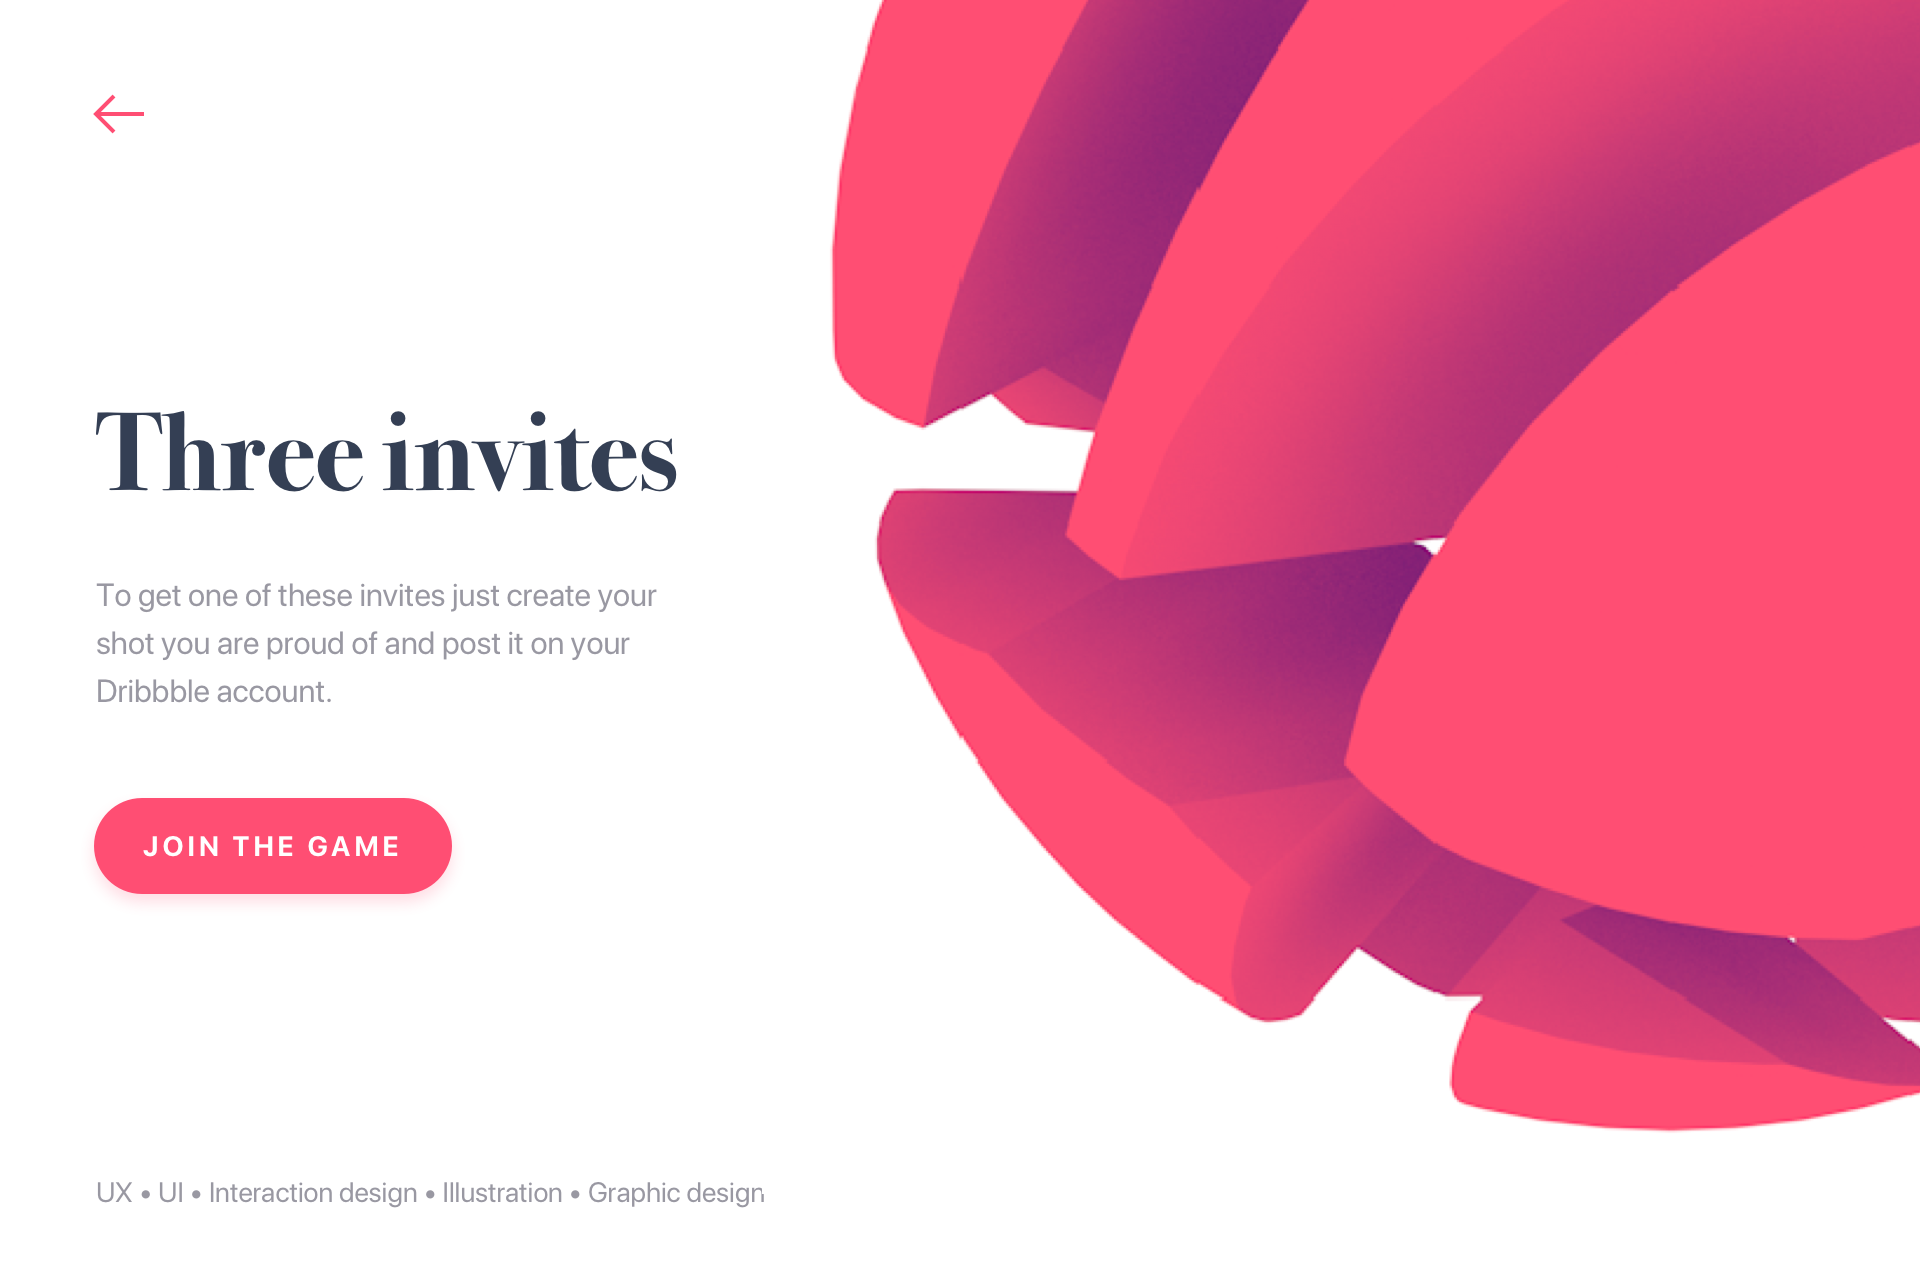 Three invites
To get one of these invites just create your
shot you are proud of and post it on your
Dribbble account.
JOIN THE GAME
UX • UI • Interaction design • Illustration • Graphic design